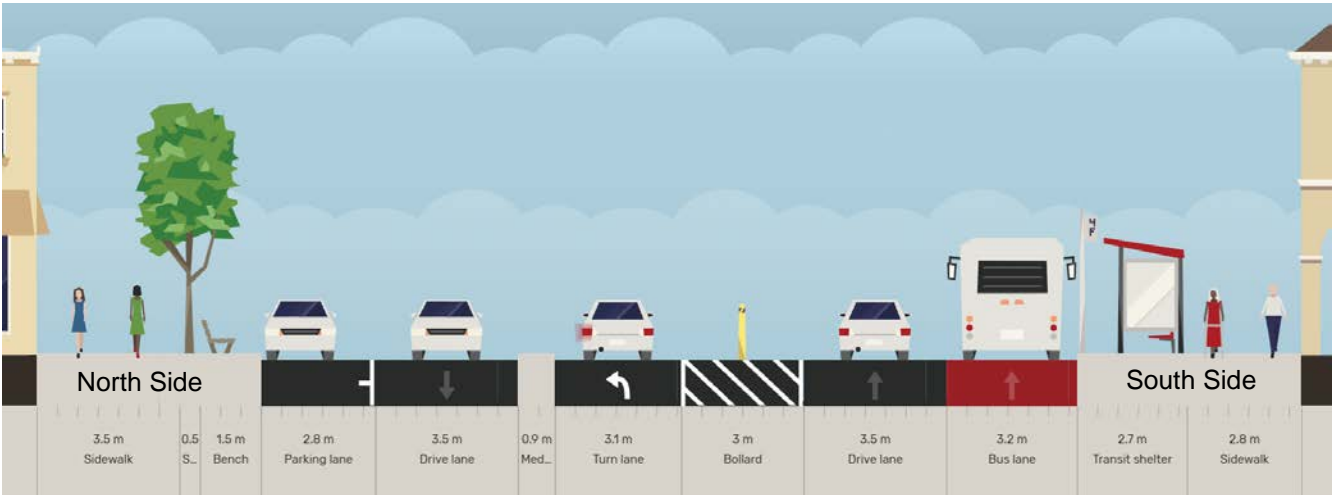 North Side
South Side
3.5 m
Sidewalk
0.5
S...
1.5 m
Bench
2.8 m
Parking lane
3.5 m
Drive lane
0.9 m
Med...
3.1 m
Turn lane
3 m
Bollard
3.5 m
Drive lane
3.2 m
Bus lane
2.7 m
Transit shelter
2.8 m
Sidewalk